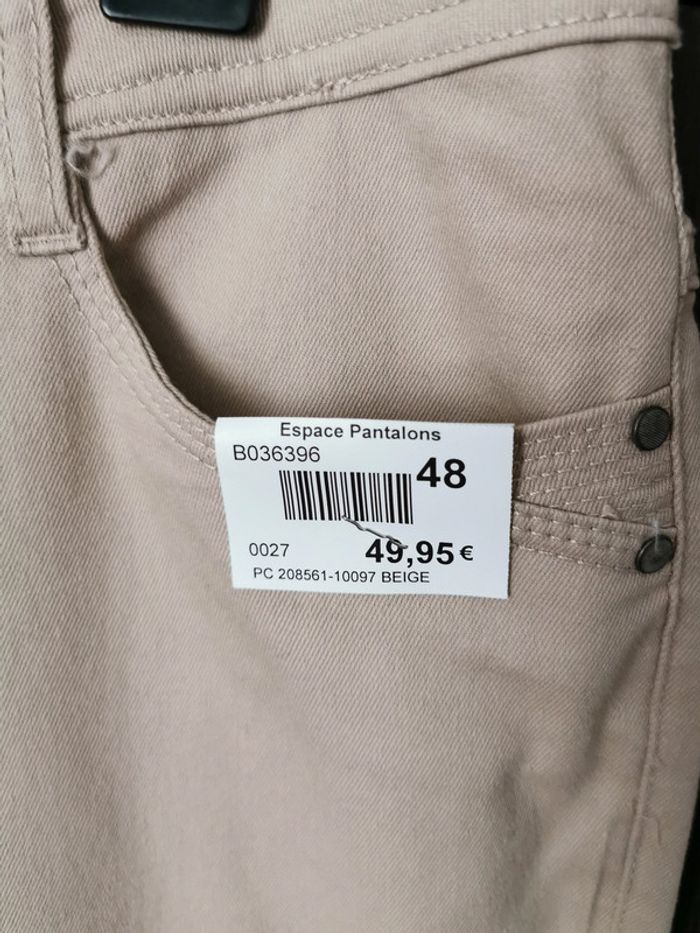 Espace Pantalons
B036396
48
0027
49,95 €
PC 208561-10097 BEIGE